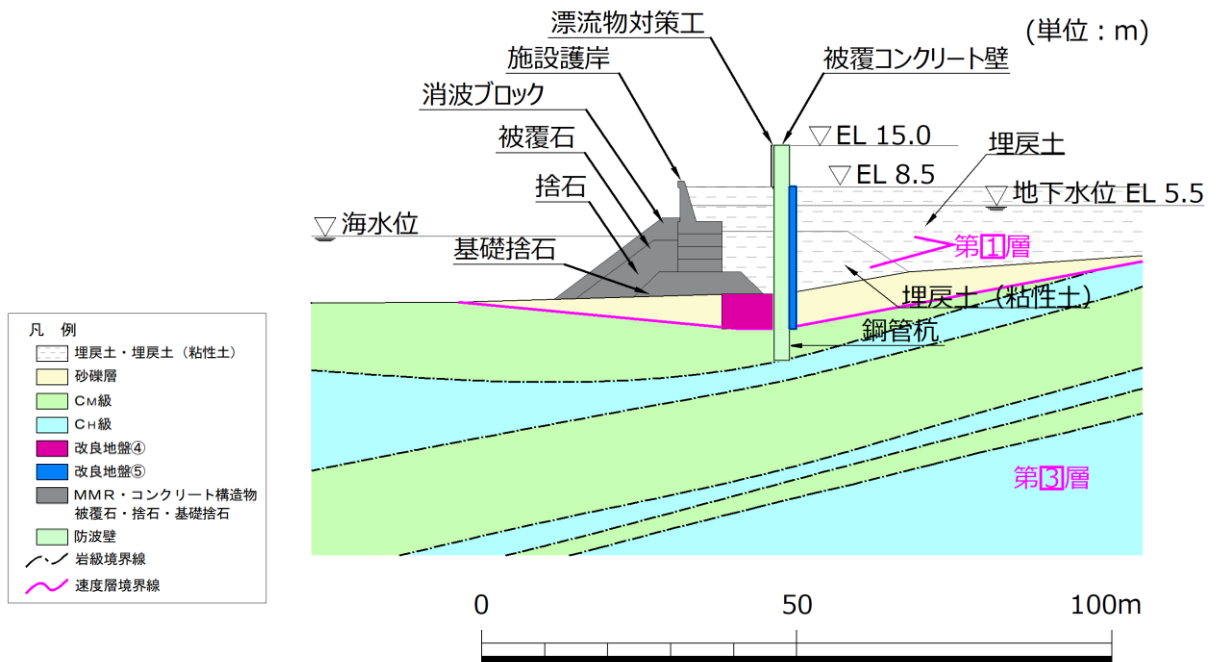 漂流物対策工
(単位：m)
施設護岸
被覆コンクリート壁
消波ブロック
被覆石
EL 15.0
埋戻土
捨石
EL 8.5
地下水位 EL 5.5
海水位
基礎捨石
第1層
埋戻土（粘性土）
鋼管杭
第3層
凡 例
埋戻土・埋戻土（粘性土）
砂礫層
CM級
CH級
改良地盤④
改良地盤⑤
MMR・コンクリート構造物
被覆石・捨石・基礎捨石
防波壁
岩級境界線
速度層境界線
0 50 100m